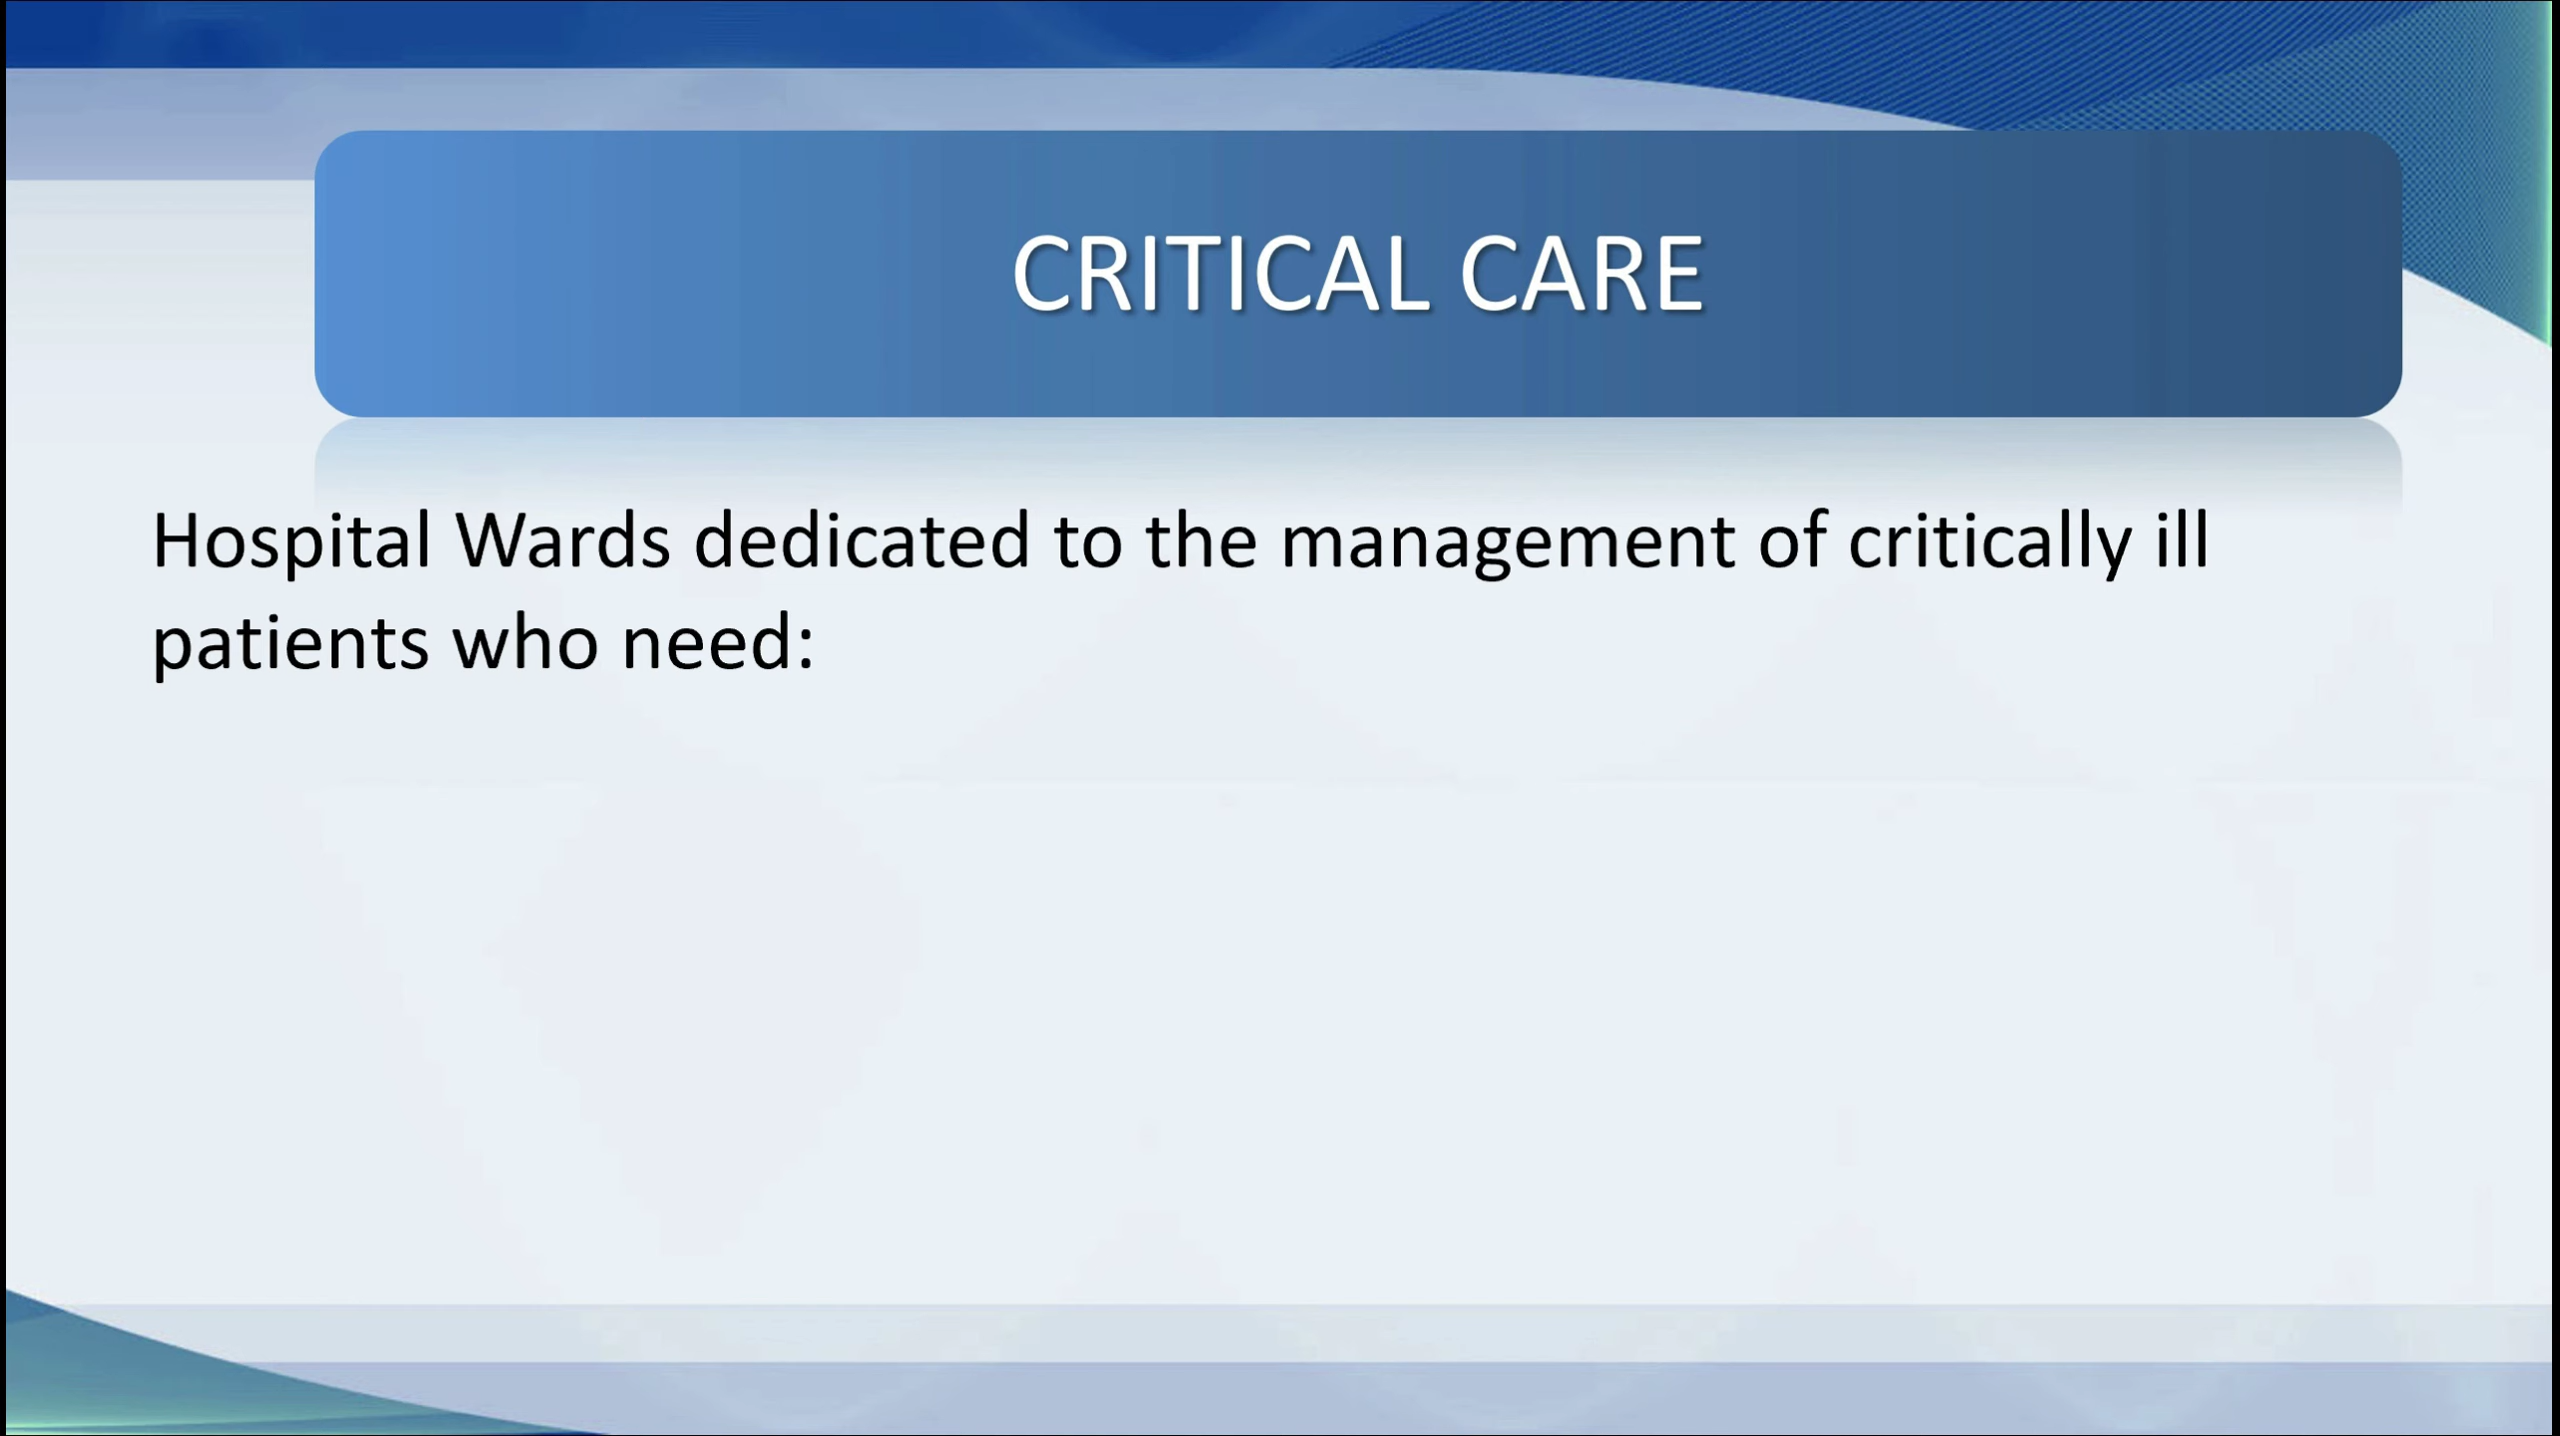 CRITICAL CARE
Hospital Wards dedicated to the management of critically ill
patients who need: